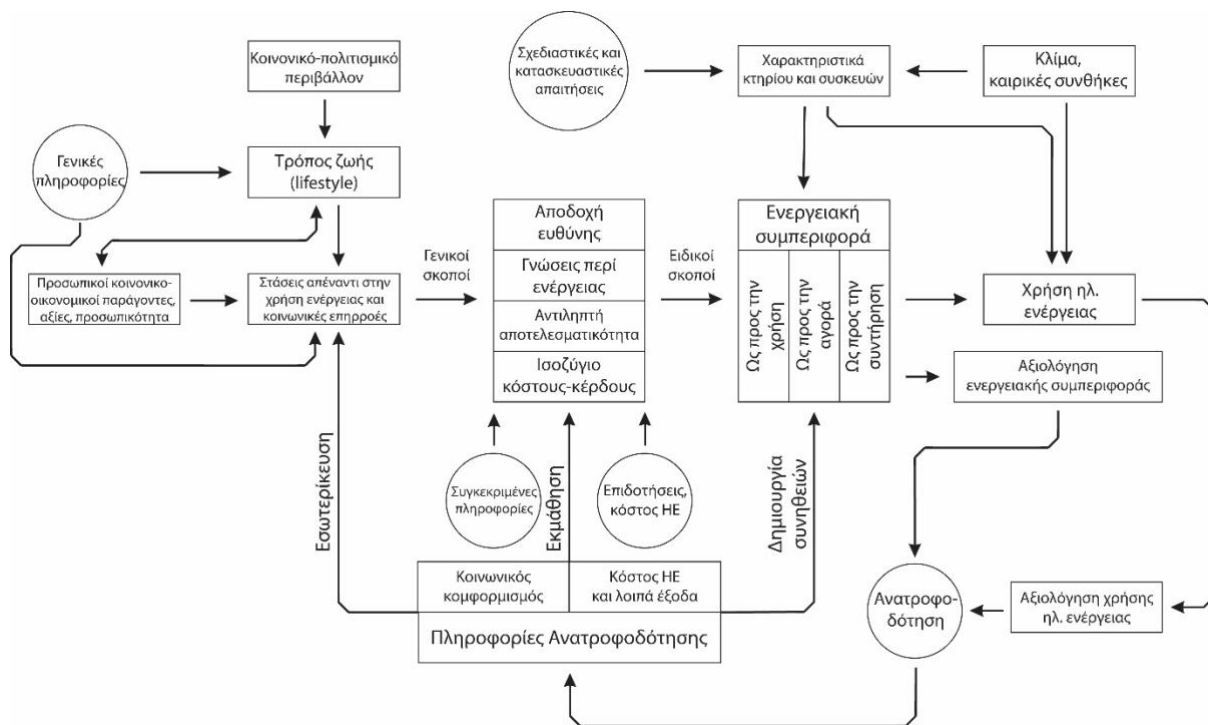 Κοινονικό-πολιτισμικό
περιβάλλον
Σχεδιαστικές και
κατασκευαστικές
απαιτήσεις
Χαρακτηριστικά
κτηρίου και συσκευών
Κλίμα,
καιρικές συνθήκες
Γενικές
πληροφορίες
Τρόπος ζωής
(lifestyle)
Προσωπικοί κοινονικο-
οικονομικοί παράγοντες,
αξίες, προσωπικότητα
Στάσεις απέναντι στην
χρήση ενέργειας και
κοινωνικές επηρροές
Γενικοί
σκοποί
Αποδοχή
ευθύνης
Γνώσεις περί
ενέργειας
Αντιληπτή
αποτελεσματικότητα
Ισοζύγιο
κόστους-κέρδους
Ειδικοί
σκοποί
Ενεργειακή
συμπεριφορά
Ως προς την
χρήση
Ως προς την
αγορά
Ως προς την
συντήρηση
Χρήση ηλ.
ενέργειας
Αξιολόγηση
ενεργειακής συμπεριφοράς
Εσωτερίκευση
Συγκεκριμένες
πληροφορίες
Εκμάθηση
Επιδοτήσεις,
κόστος ΗΕ
Δημιουργία
συνηθειών
Κοινωνικός
κομφορμισμός
Κόστος ΗΕ
και λοιπά έξοδα
Πληροφορίες Ανατροφοδότησης
Ανατροφο-
δότηση
Αξιολόγηση χρήσης
ηλ. ενέργειας